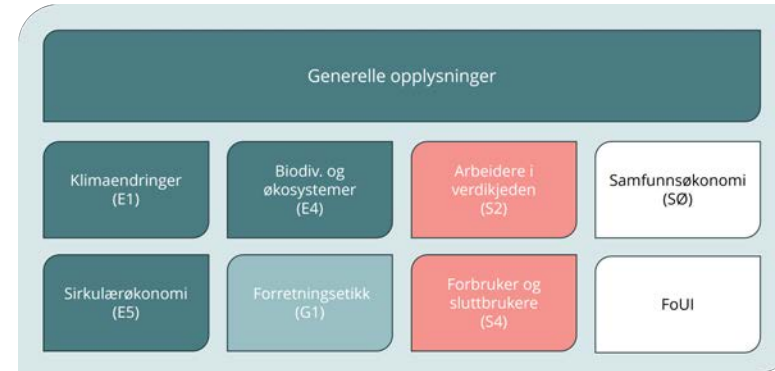 Generelle opplysninger
Klimaendringer
(E1)
Biodiv. og
økosystemer
(E4)
Arbeidere i
verdikjeden
(S2)
Samfunnsøkonomi
(SØ)
Sirkulærøkonomi
(E5)
Forretningsetikk
(G1)
Forbruker og
sluttbrukere
(S4)
FoUI